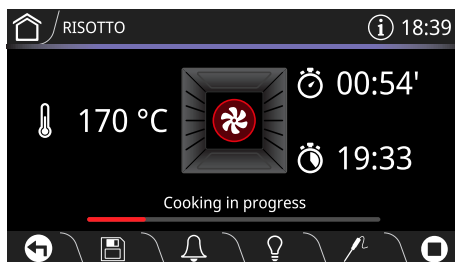 RISOTTO
i 18:39
00:54'
170 °C
19:33
Cooking in progress